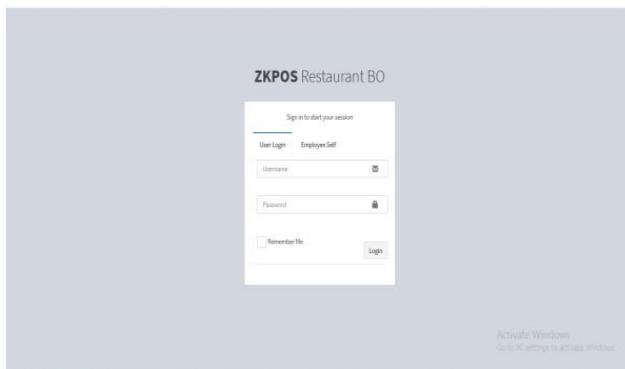 ZKPOS Restaurant BO
Sign in to start your session
User Login Employee Self
Username
Password
Remember Me
Login
Activate Windows
Go to PC settings to activate Windows.